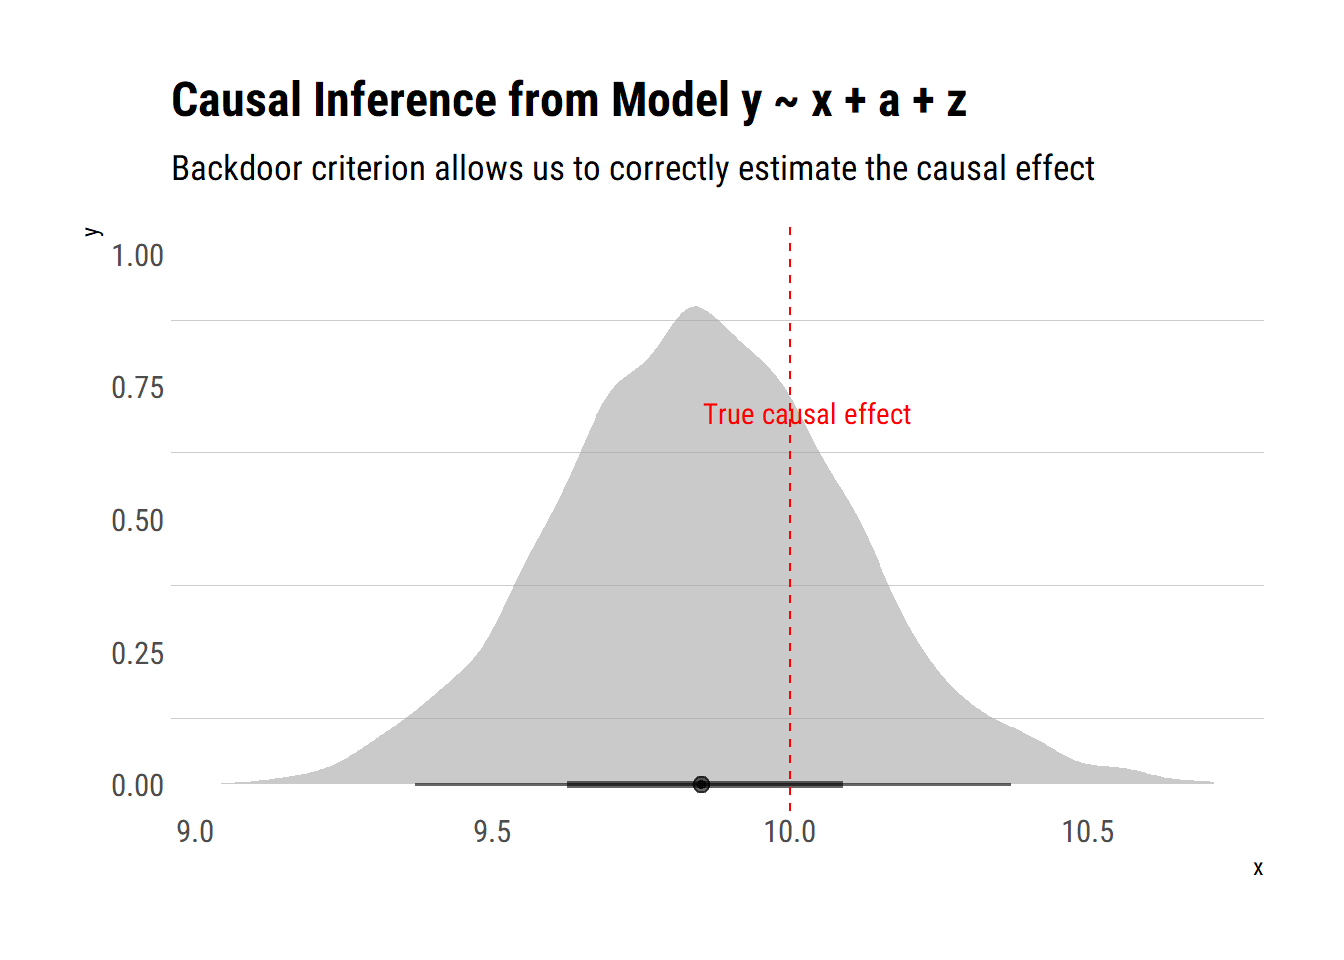 Causal Inference from Model y ~ x + a + z
Backdoor criterion allows us to correctly estimate the causal effect
y
1.00
0.75
True causal effect
0.50
0.25
0.00
9.0 9.5 10.0 10.5
x